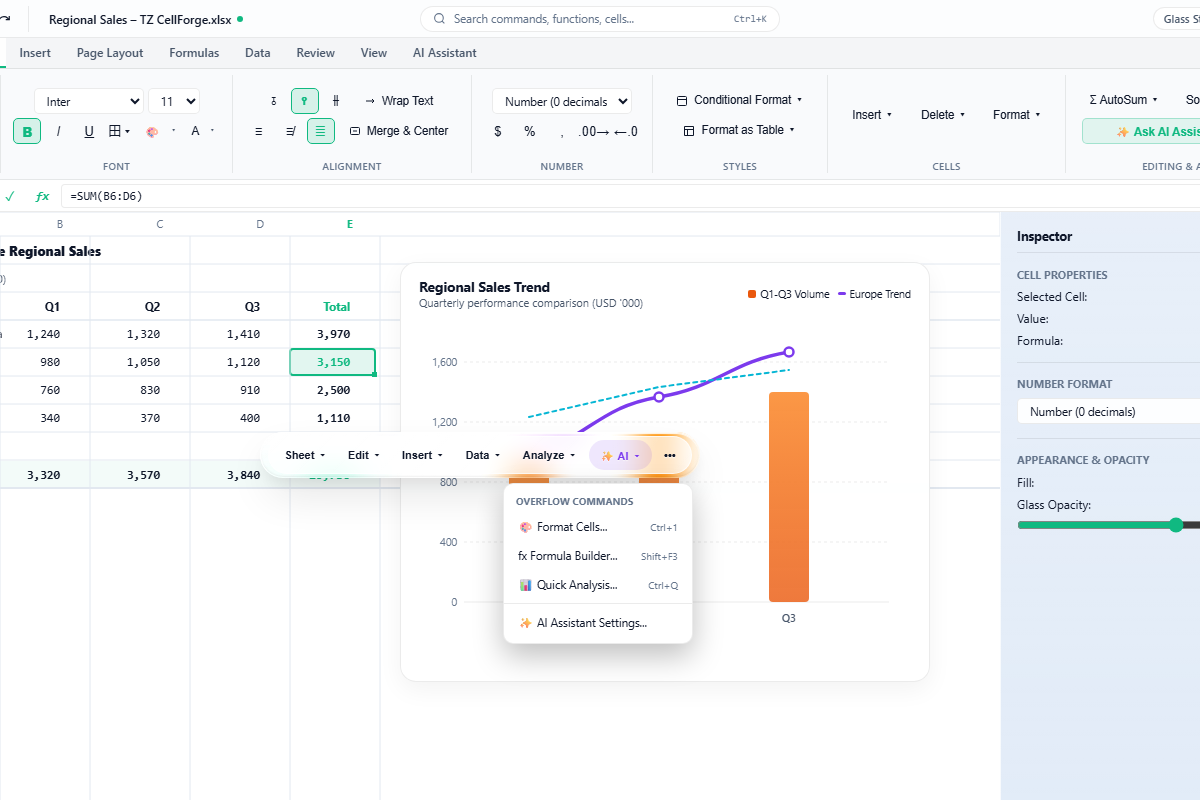 Regional Sales – TZ CellForge.xlsx
Search commands, functions, cells... Ctrl+K
Glass
Insert Page Layout Formulas Data Review View AI Assistant
Inter 11
Wrap Text
Number (0 decimals
Conditional Format
Σ AutoSum
B I U A
Merge & Center
$ % , .00→ ←.0
Format as Table
Insert Delete Format
✨ Ask AI
FONT ALIGNMENT NUMBER STYLES CELLS EDITING &
✓ fx =SUM(B6:D6)
B C D E
Regional Sales
Q1 Q2 Q3 Total
1,240 1,320 1,410 3,970
980 1,050 1,120 3,150
760 830 910 2,500
340 370 400 1,110
3,320 3,570 3,840
Regional Sales Trend
Quarterly performance comparison (USD '000)
Q1-Q3 Volume Europe Trend
1,600
1,200
800
400
0
Q3
Sheet Edit Insert Data Analyze ✨ AI •••
OVERFLOW COMMANDS
Format Cells... Ctrl+1
fx Formula Builder... Shift+F3
Quick Analysis... Ctrl+Q
✨ AI Assistant Settings...
Inspector
CELL PROPERTIES
Selected Cell:
Value:
Formula:
NUMBER FORMAT
Number (0 decimals)
APPEARANCE & OPACITY
Fill:
Glass Opacity: